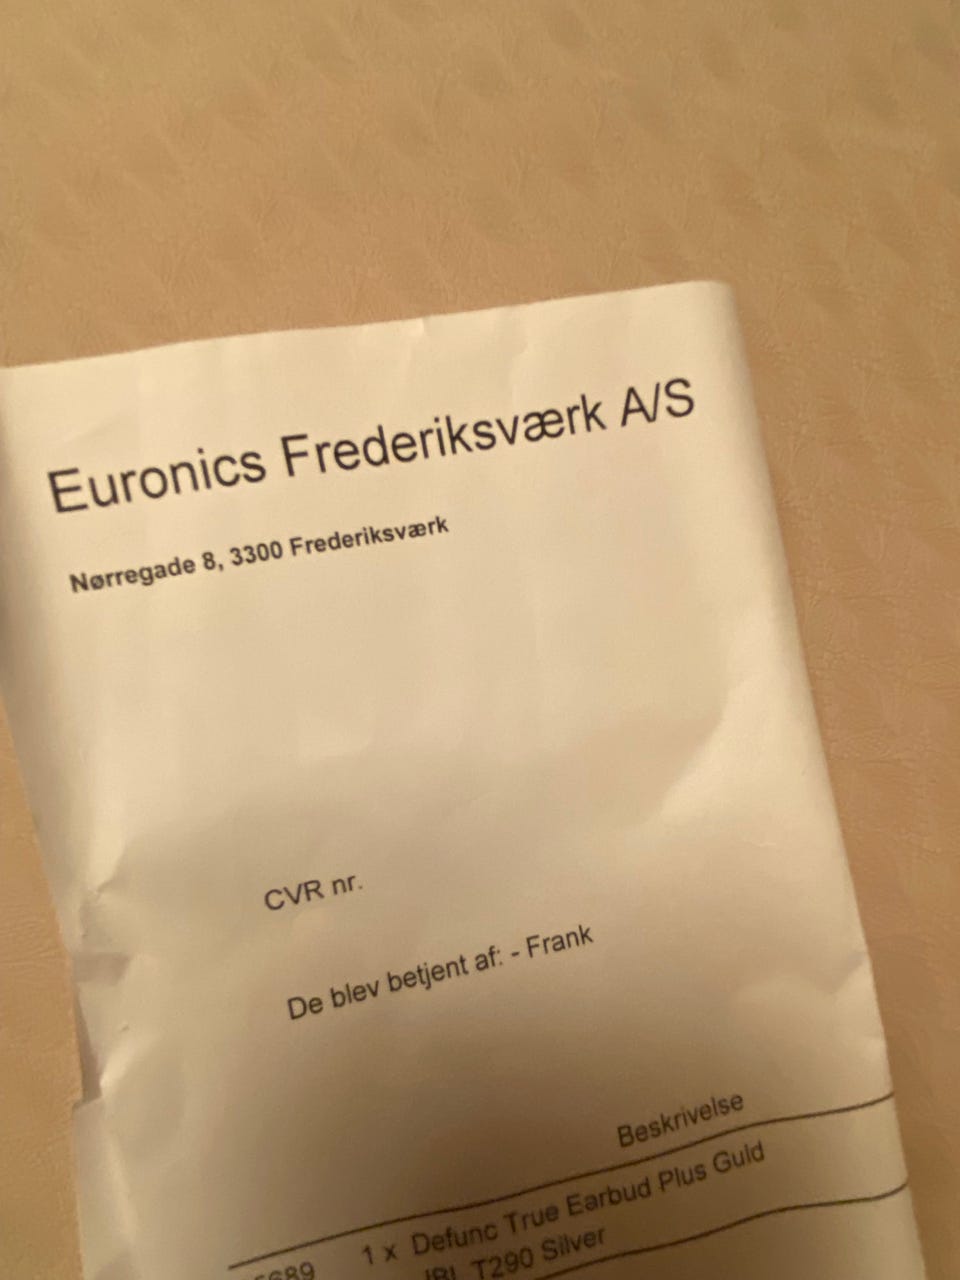 Euronics Frederiksværk A/S
Nørregade 8, 3300 Frederiksværk
CVR nr.
De blev betjent af: - Frank
Beskrivelse
1 x Defunc True Earbud Plus Guld
JBL T290 Silver